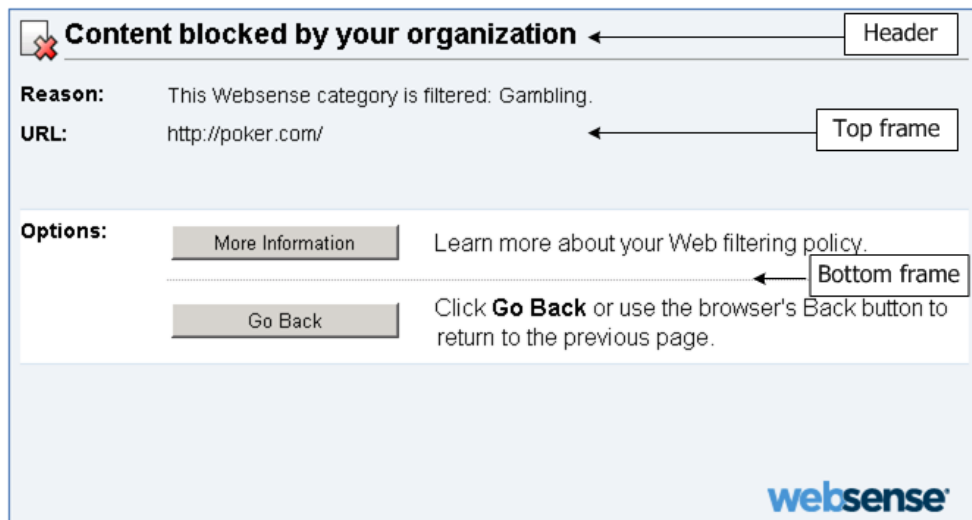 Content blocked by your organization
Header
Reason: This Websense category is filtered: Gambling.
URL: http://poker.com/
Top frame
Options:
More Information
Learn more about your Web filtering policy.
Bottom frame
Go Back
Click Go Back or use the browser's Back button to
return to the previous page.
websense